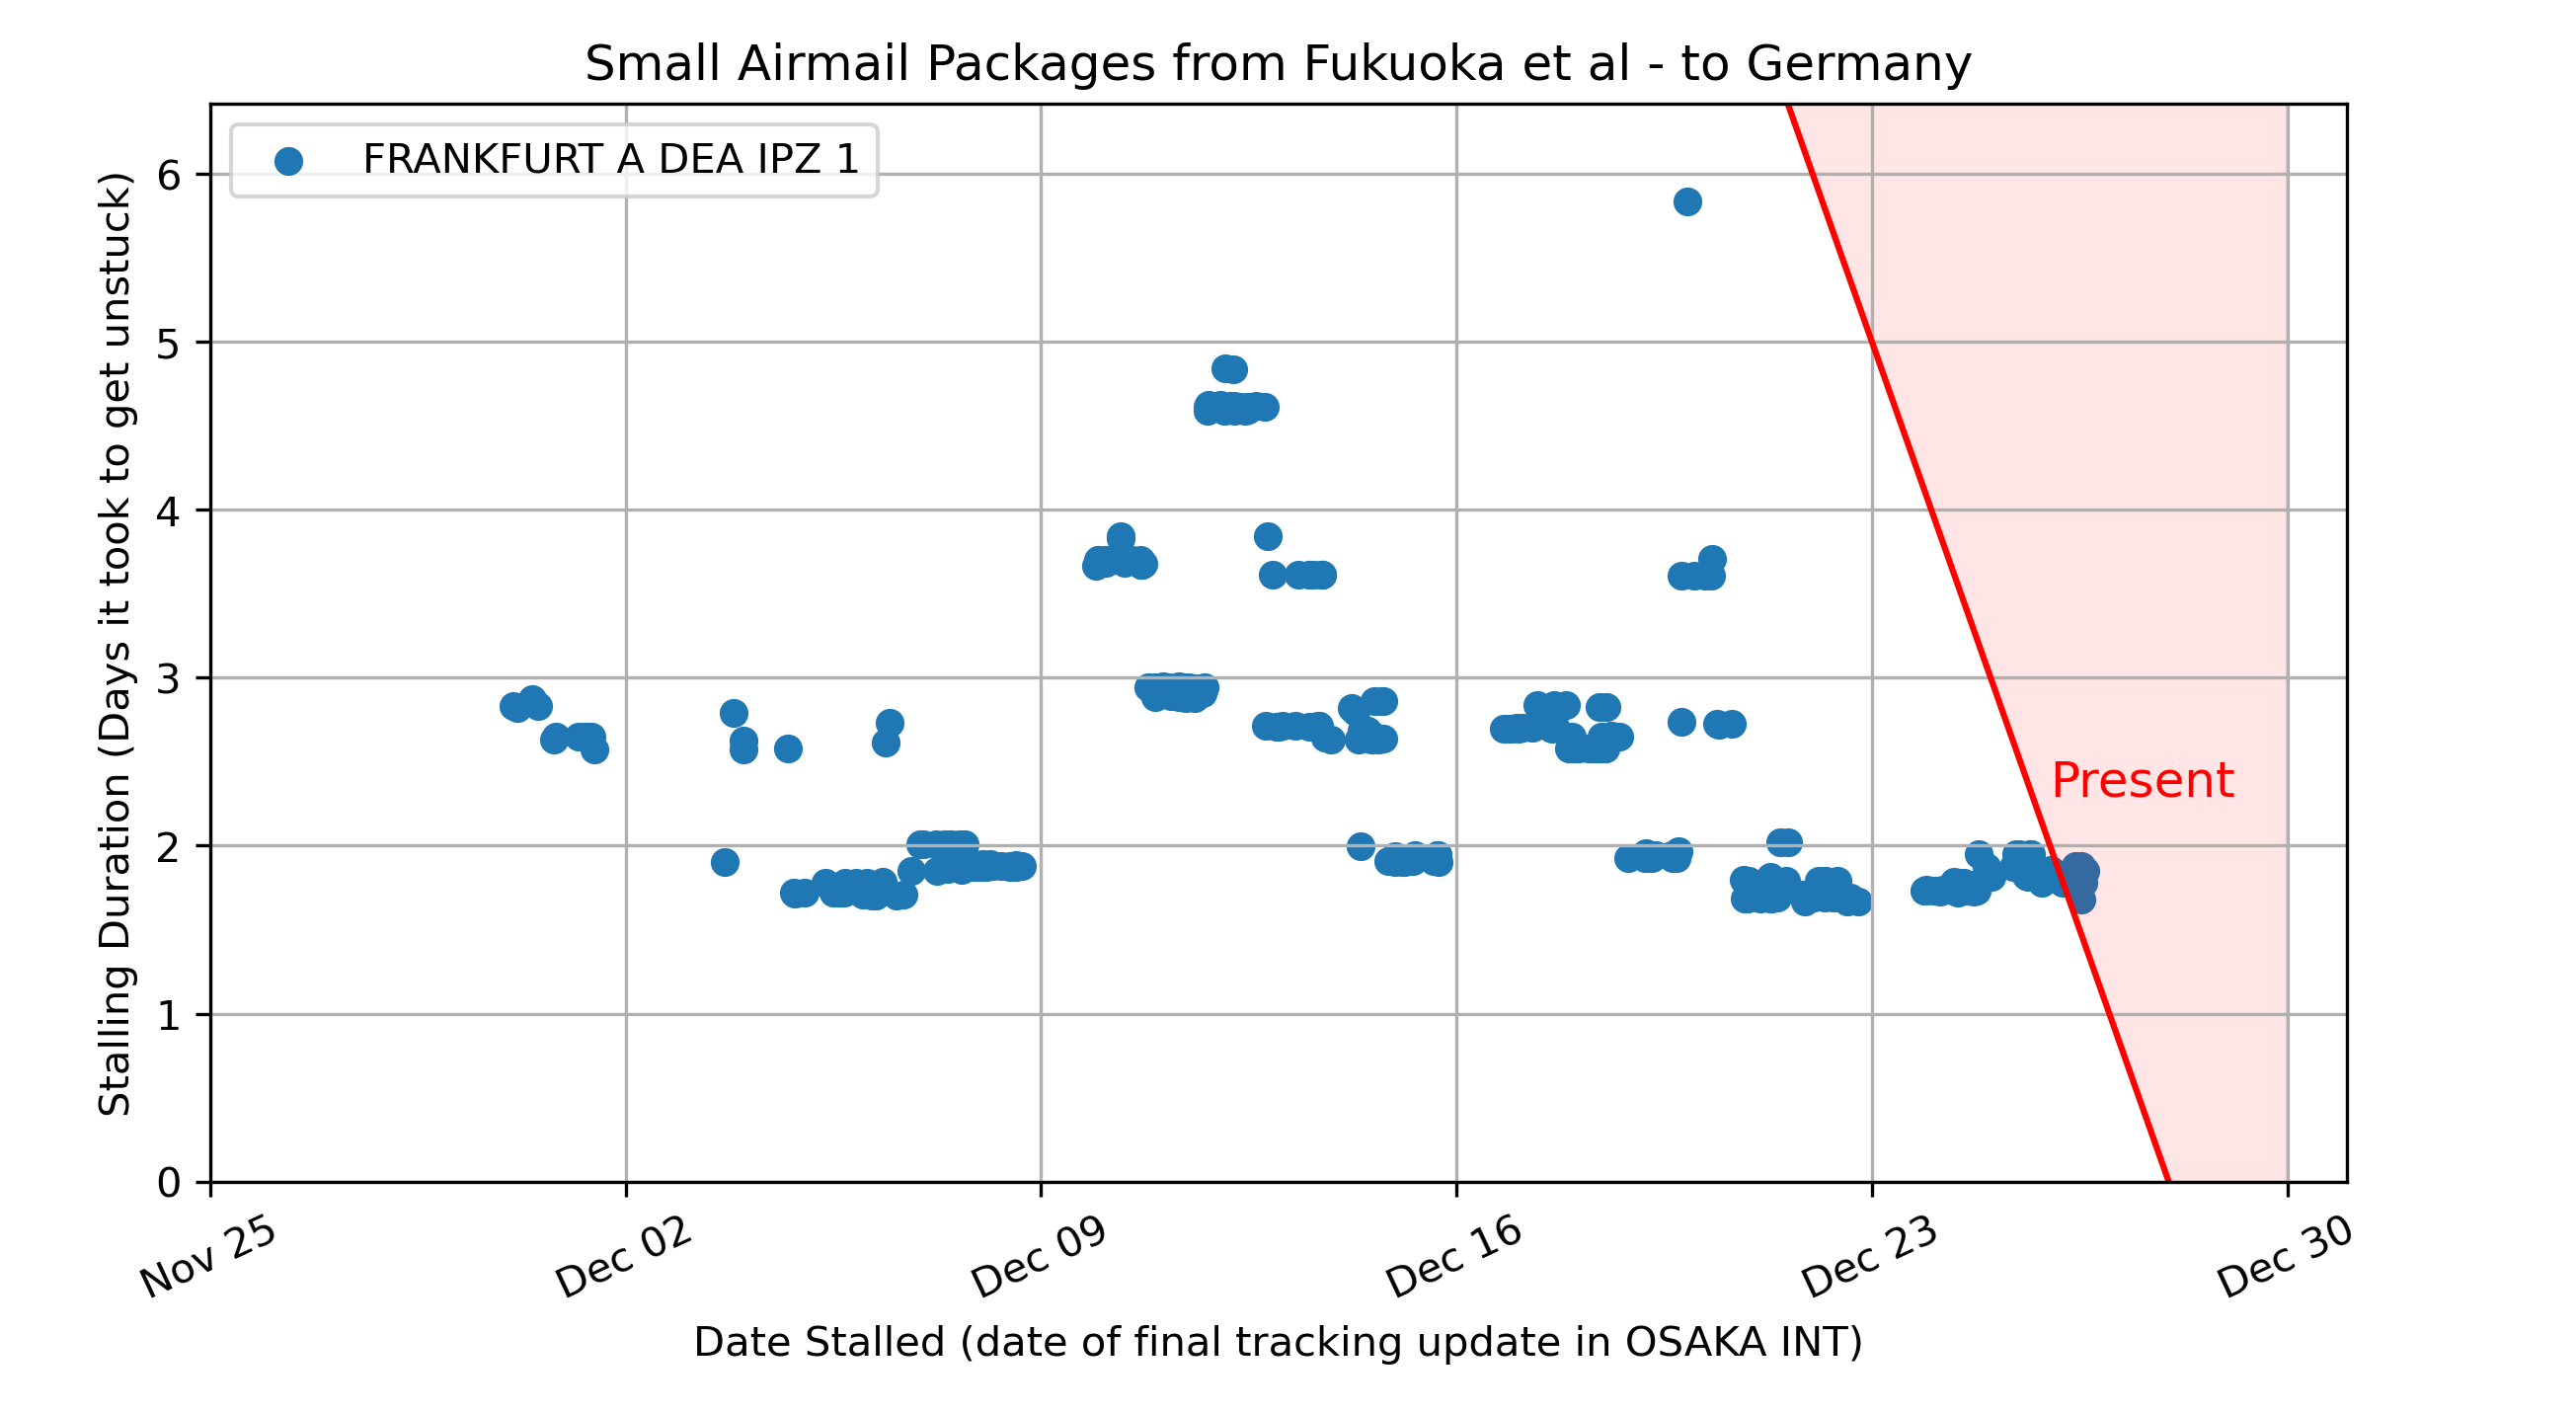 Small Airmail Packages from Fukuoka et al - to Germany
FRANKFURT A DEA IPZ 1
Stalling Duration (Days it took to get unstuck)
6
5
4
3
2
1
0
Present
Nov 25
Dec 02
Dec 09
Dec 16
Dec 23
Dec 30
Date Stalled (date of final tracking update in OSAKA INT)